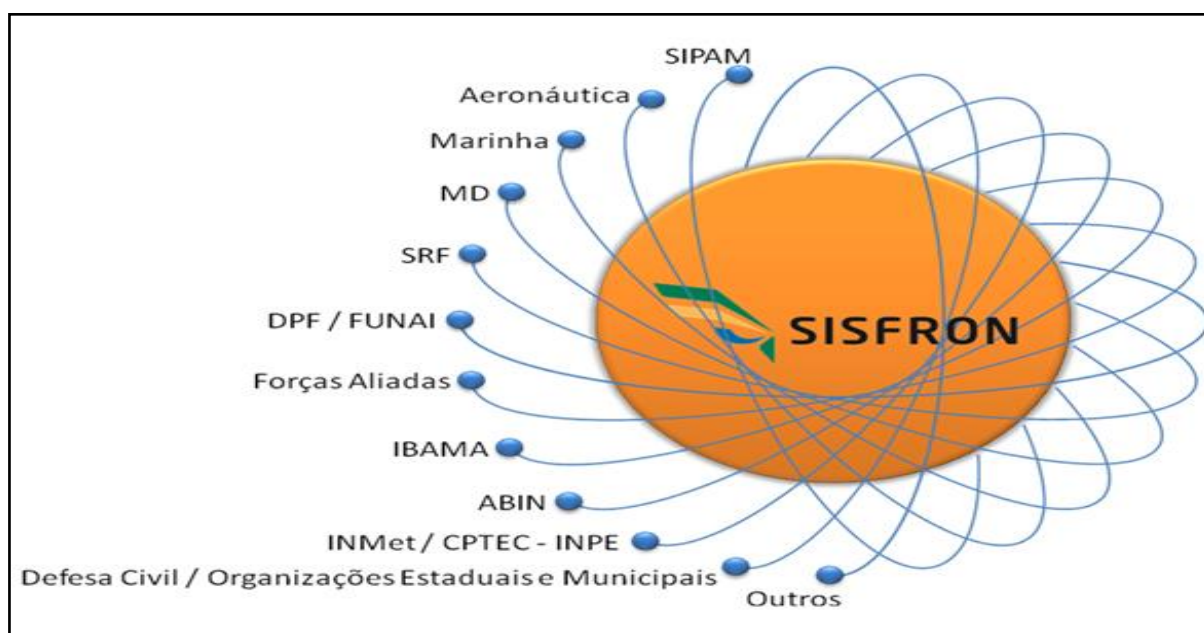 SIPAM
Aeronáutica
Marinha
MD
SRF
DPF / FUNAI
SISFRON
Forças Aliadas
IBAMA
ABIN
INMet / CPTEC - INPE
Defesa Civil / Organizações Estaduais e Municipais
Outros